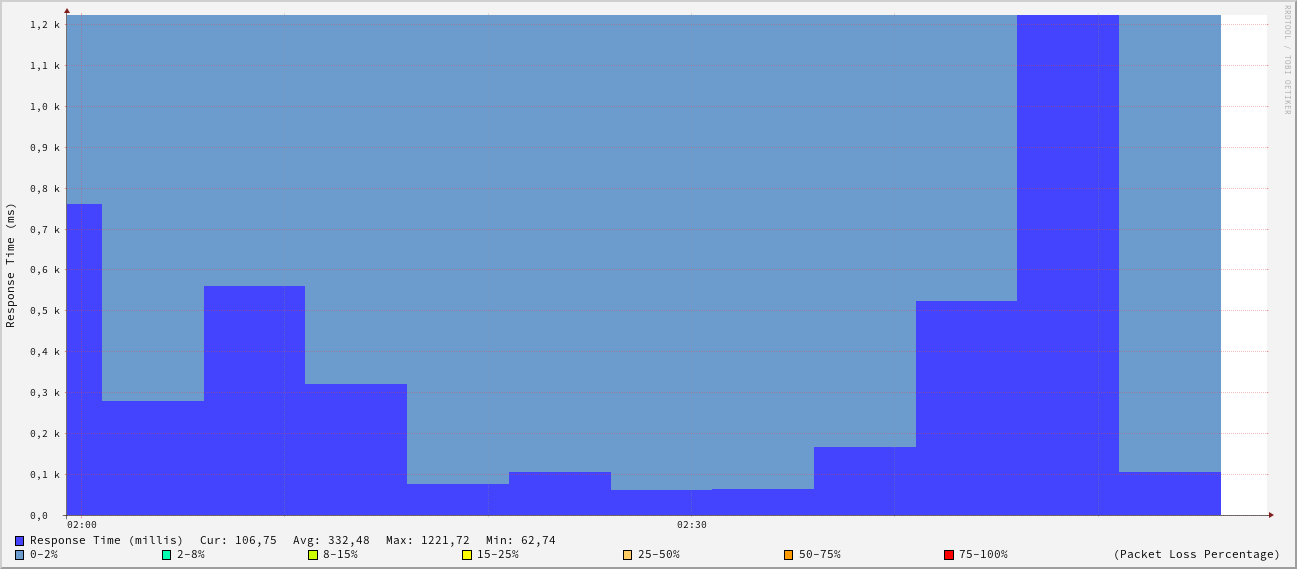 RRDTOOL / TOBI OETIKER
Response Time (ms)
1,2 k
1,1 k
1,0 k
0,9 k
0,8 k
0,7 k
0,6 k
0,5 k
0,4 k
0,3 k
0,2 k
0,1 k
0,0
02:00 02:30
Response Time (millis) Cur: 106,75 Avg: 332,48 Max: 1221,72 Min: 62,74
0-2% 2-8% 8-15% 15-25% 25-50% 50-75% 75-100% (Packet Loss Percentage)